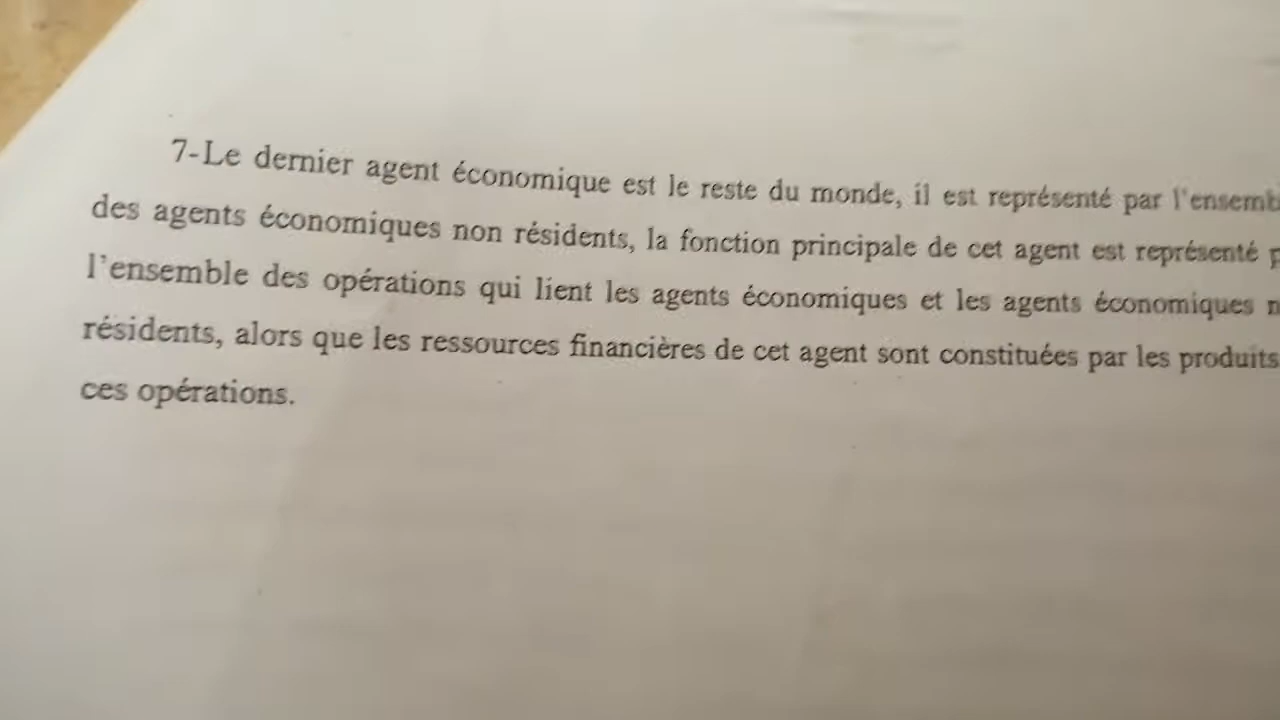 7-Le dernier agent économique est le reste du monde, il est représenté par l'ensemb
des agents économiques non résidents, la fonction principale de cet agent est représenté p
l'ensemble des opérations qui lient les agents économiques et les agents économiques n
résidents, alors que les ressources financières de cet agent sont constituées par les produits
ces opérations.